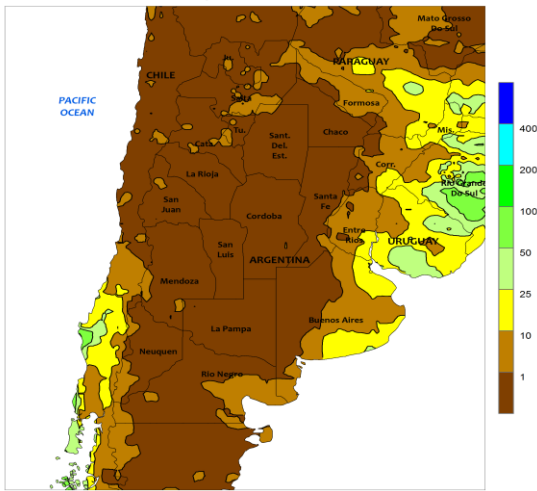 Mato Grosso
Do Sul
PARAGUAY
CHILE
PACIFIC
OCEAN
Salta
Formosa
400
Tu.
Chaco
Mis.
Sant.
Del.
Est.
Cata.
Corr.
200
La Rioja
Rio Grande
Do Sul
San
Juan
Santa
Fe
100
Cordoba
Entre
Rios
URUGUAY
San
Luis
50
ARGENTINA
Mendoza
25
Buenos Aires
La Pampa
10
Neuquen
Rio Negro
1